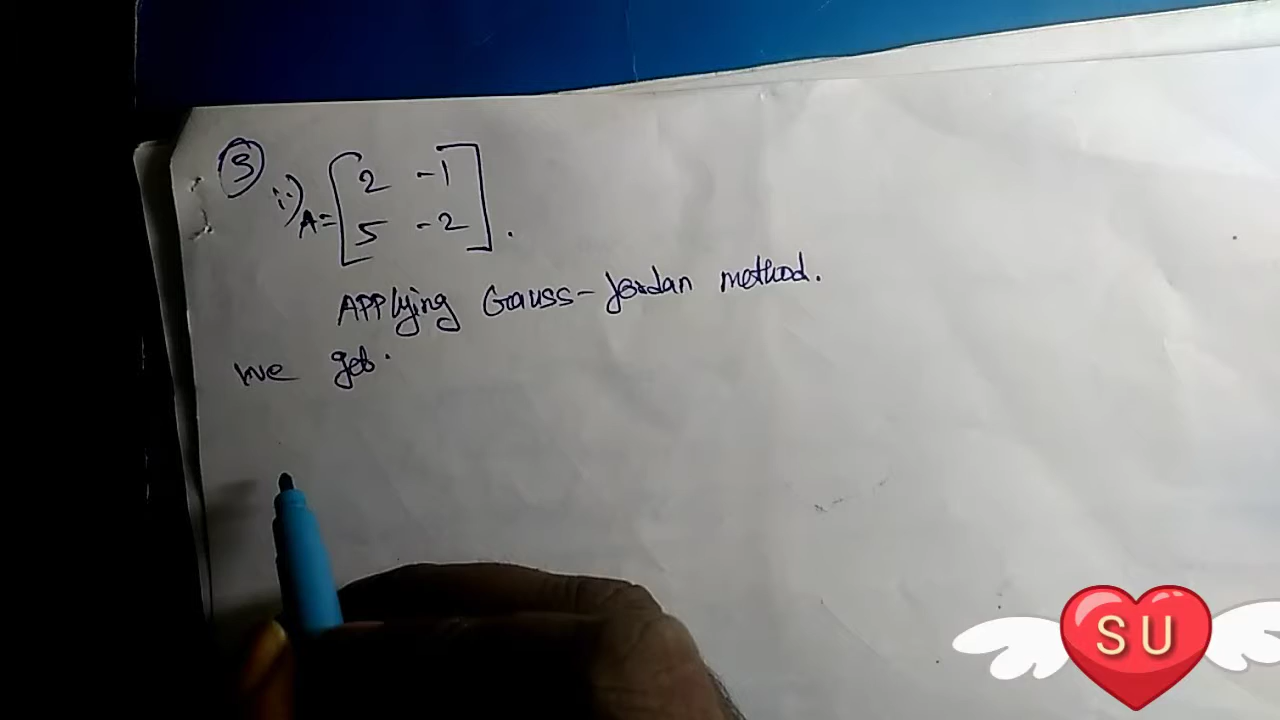 ③ i) A = [ 2 -1
5 -2 ].
Applying Gauss-Jordan method.
we get.
SU